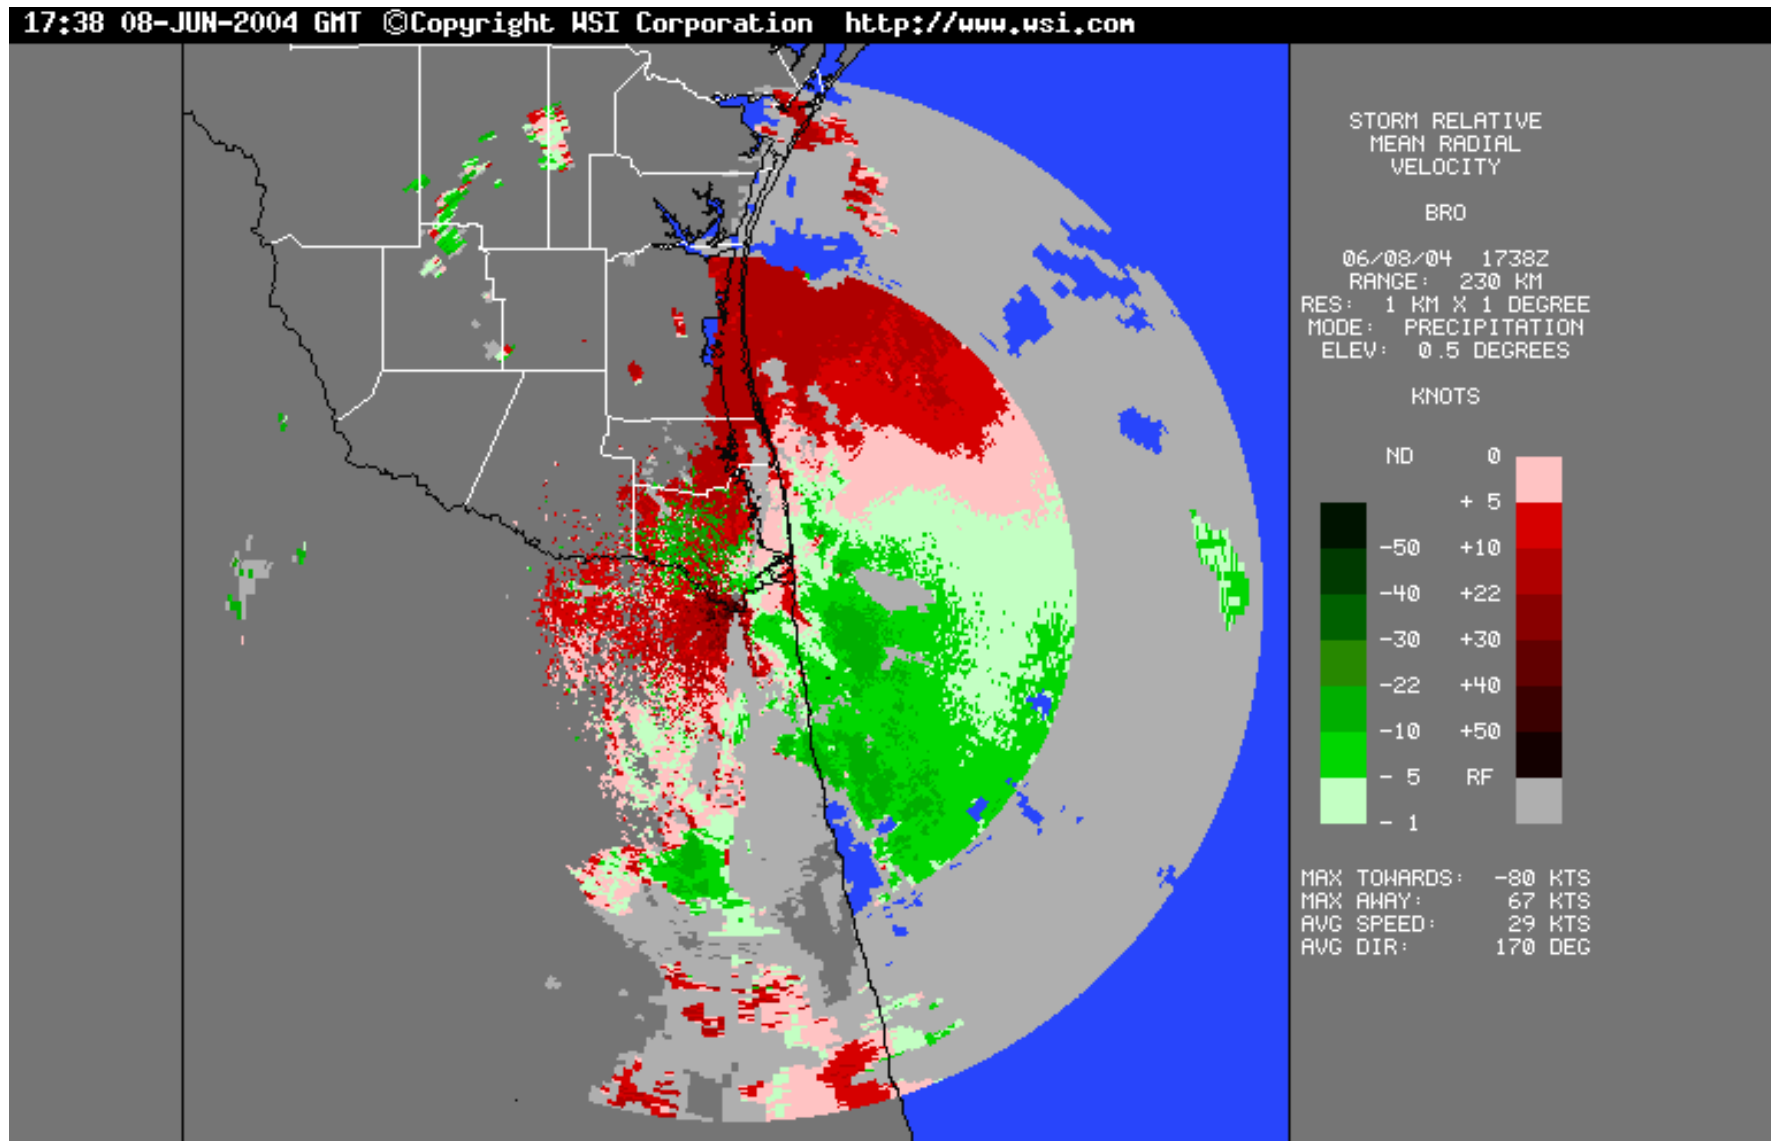 17:38 08-JUN-2004 GMT ©Copyright WSI Corporation http://www.wsi.com
STORM RELATIVE
MEAN RADIAL
VELOCITY
BRO
06/08/04 1738Z
RANGE: 230 KM
RES: 1 KM X 1 DEGREE
MODE: PRECIPITATION
ELEV: 0.5 DEGREES
KNOTS
ND 0
+ 5
-50 +10
-40 +22
-30 +30
-22 +40
-10 +50
- 5 RF
- 1
MAX TOWARDS: -80 KTS
MAX AWAY: 67 KTS
AVG SPEED: 29 KTS
AVG DIR: 170 DEG